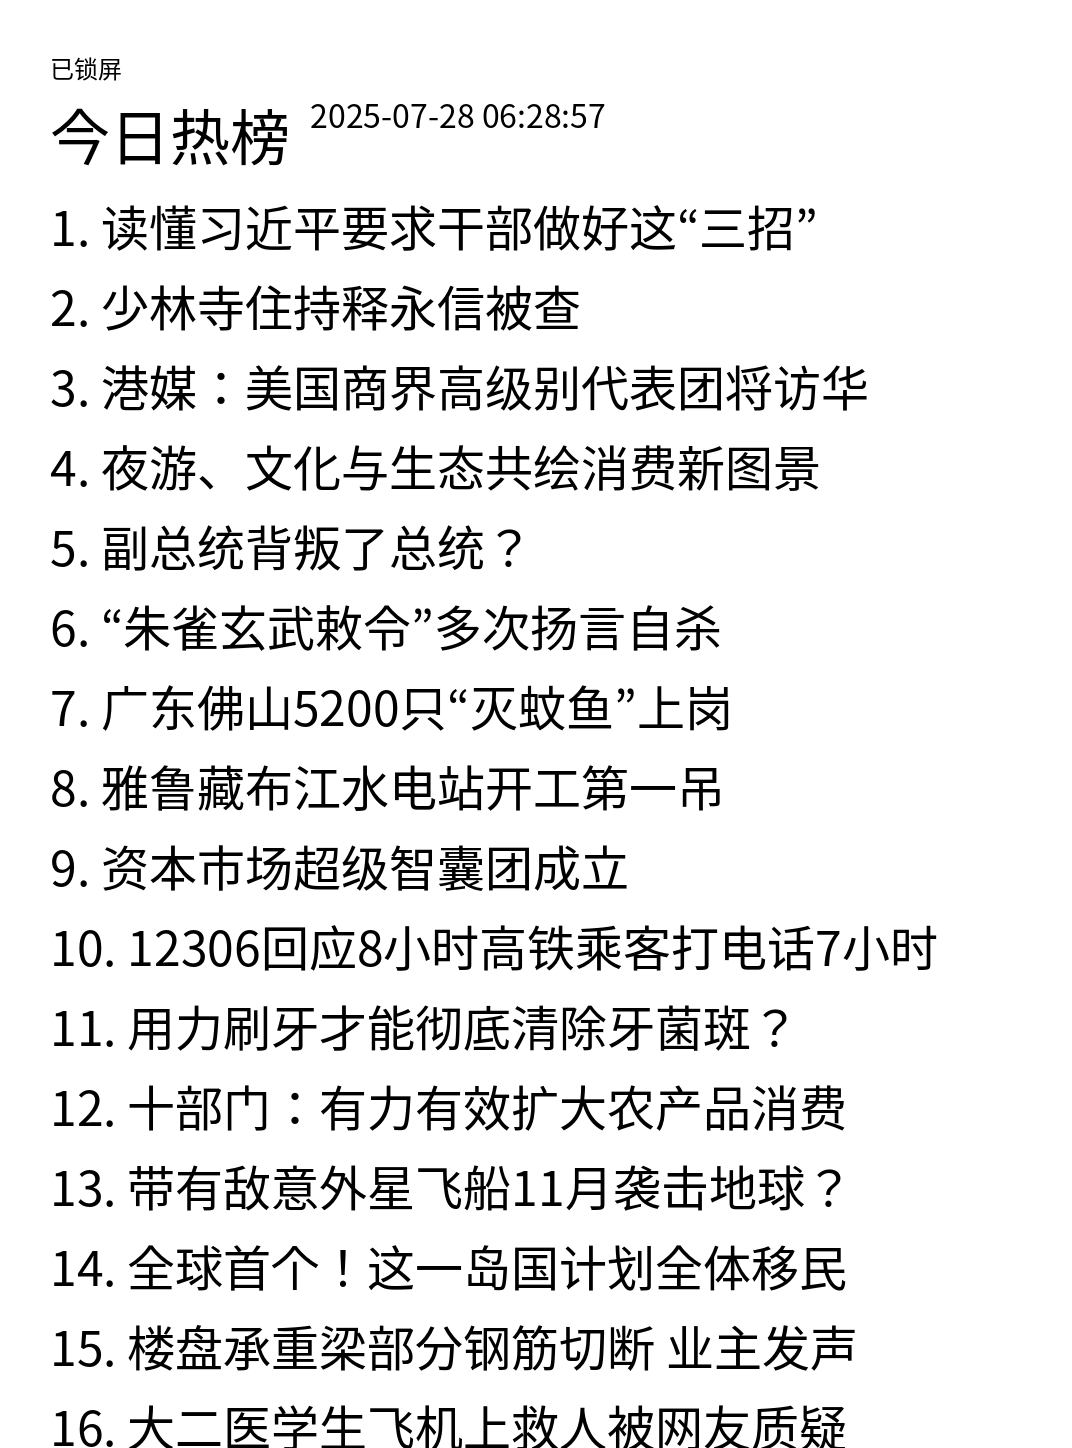 已锁屏
今日热榜 2025-07-28 06:28:57
1. 读懂习近平要求干部做好这“三招”
2. 少林寺住持释永信被查
3. 港媒：美国商界高级别代表团将访华
4. 夜游、文化与生态共绘消费新图景
5. 副总统背叛了总统？
6. “朱雀玄武敕令”多次扬言自杀
7. 广东佛山5200只“灭蚊鱼”上岗
8. 雅鲁藏布江水电站开工第一吊
9. 资本市场超级智囊团成立
10. 12306回应8小时高铁乘客打电话7小时
11. 用力刷牙才能彻底清除牙菌斑？
12. 十部门：有力有效扩大农产品消费
13. 带有敌意外星飞船11月袭击地球？
14. 全球首个！这一岛国计划全体移民
15. 楼盘承重梁部分钢筋切断 业主发声
16. 大二医学生飞机上救人被网友质疑